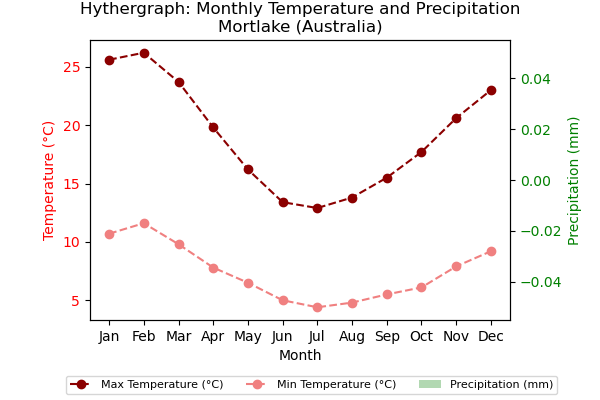 Hythergraph: Monthly Temperature and Precipitation
Mortlake (Australia)
Temperature (°C)
25
20
15
10
5
0.04
0.02
0.00
−0.02
−0.04
Precipitation (mm)
Jan Feb Mar Apr May Jun Jul Aug Sep Oct Nov Dec
Month
Max Temperature (°C) Min Temperature (°C) Precipitation (mm)